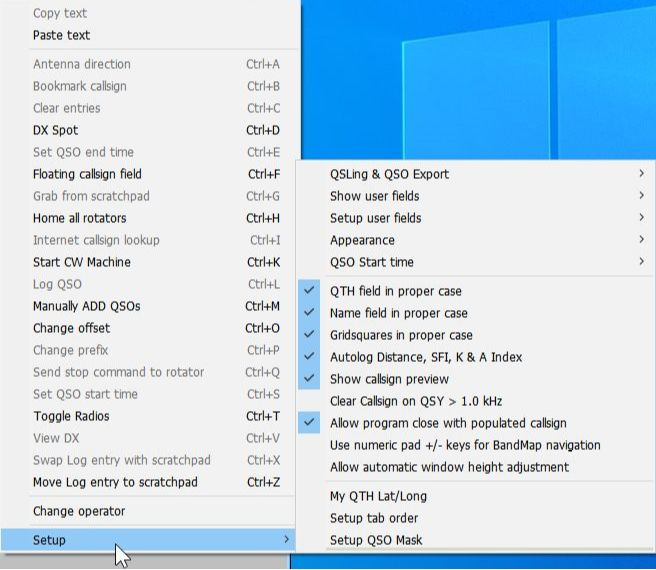 Copy text
Paste text
Antenna direction Ctrl+A
Bookmark callsign Ctrl+B
Clear entries Ctrl+C
DX Spot Ctrl+D
Set QSO end time Ctrl+E
Floating callsign field Ctrl+F
Grab from scratchpad Ctrl+G
Home all rotators Ctrl+H
Internet callsign lookup Ctrl+I
Start CW Machine Ctrl+K
Log QSO Ctrl+L
Manually ADD QSOs Ctrl+M
Change offset Ctrl+O
Change prefix Ctrl+P
Send stop command to rotator Ctrl+Q
Set QSO start time Ctrl+S
Toggle Radios Ctrl+T
View DX Ctrl+V
Swap Log entry with scratchpad Ctrl+X
Move Log entry to scratchpad Ctrl+Z
Change operator
Setup
QSLing & QSO Export
Show user fields
Setup user fields
Appearance
QSO Start time
QTH field in proper case
Name field in proper case
Gridsquares in proper case
Autolog Distance, SFI, K & A Index
Show callsign preview
Clear Callsign on QSY > 1.0 kHz
Allow program close with populated callsign
Use numeric pad +/- keys for BandMap navigation
Allow automatic window height adjustment
My QTH Lat/Long
Setup tab order
Setup QSO Mask